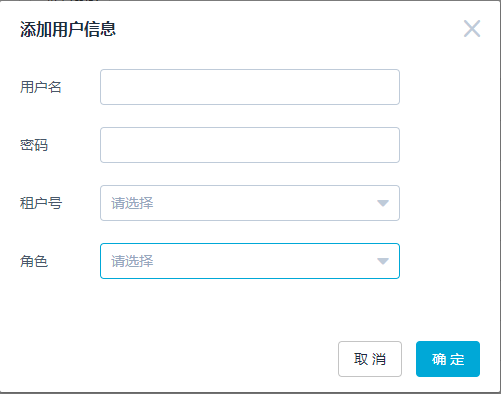 添加用户信息
用户名
密码
租户号 请选择
角色 请选择
取 消 确 定